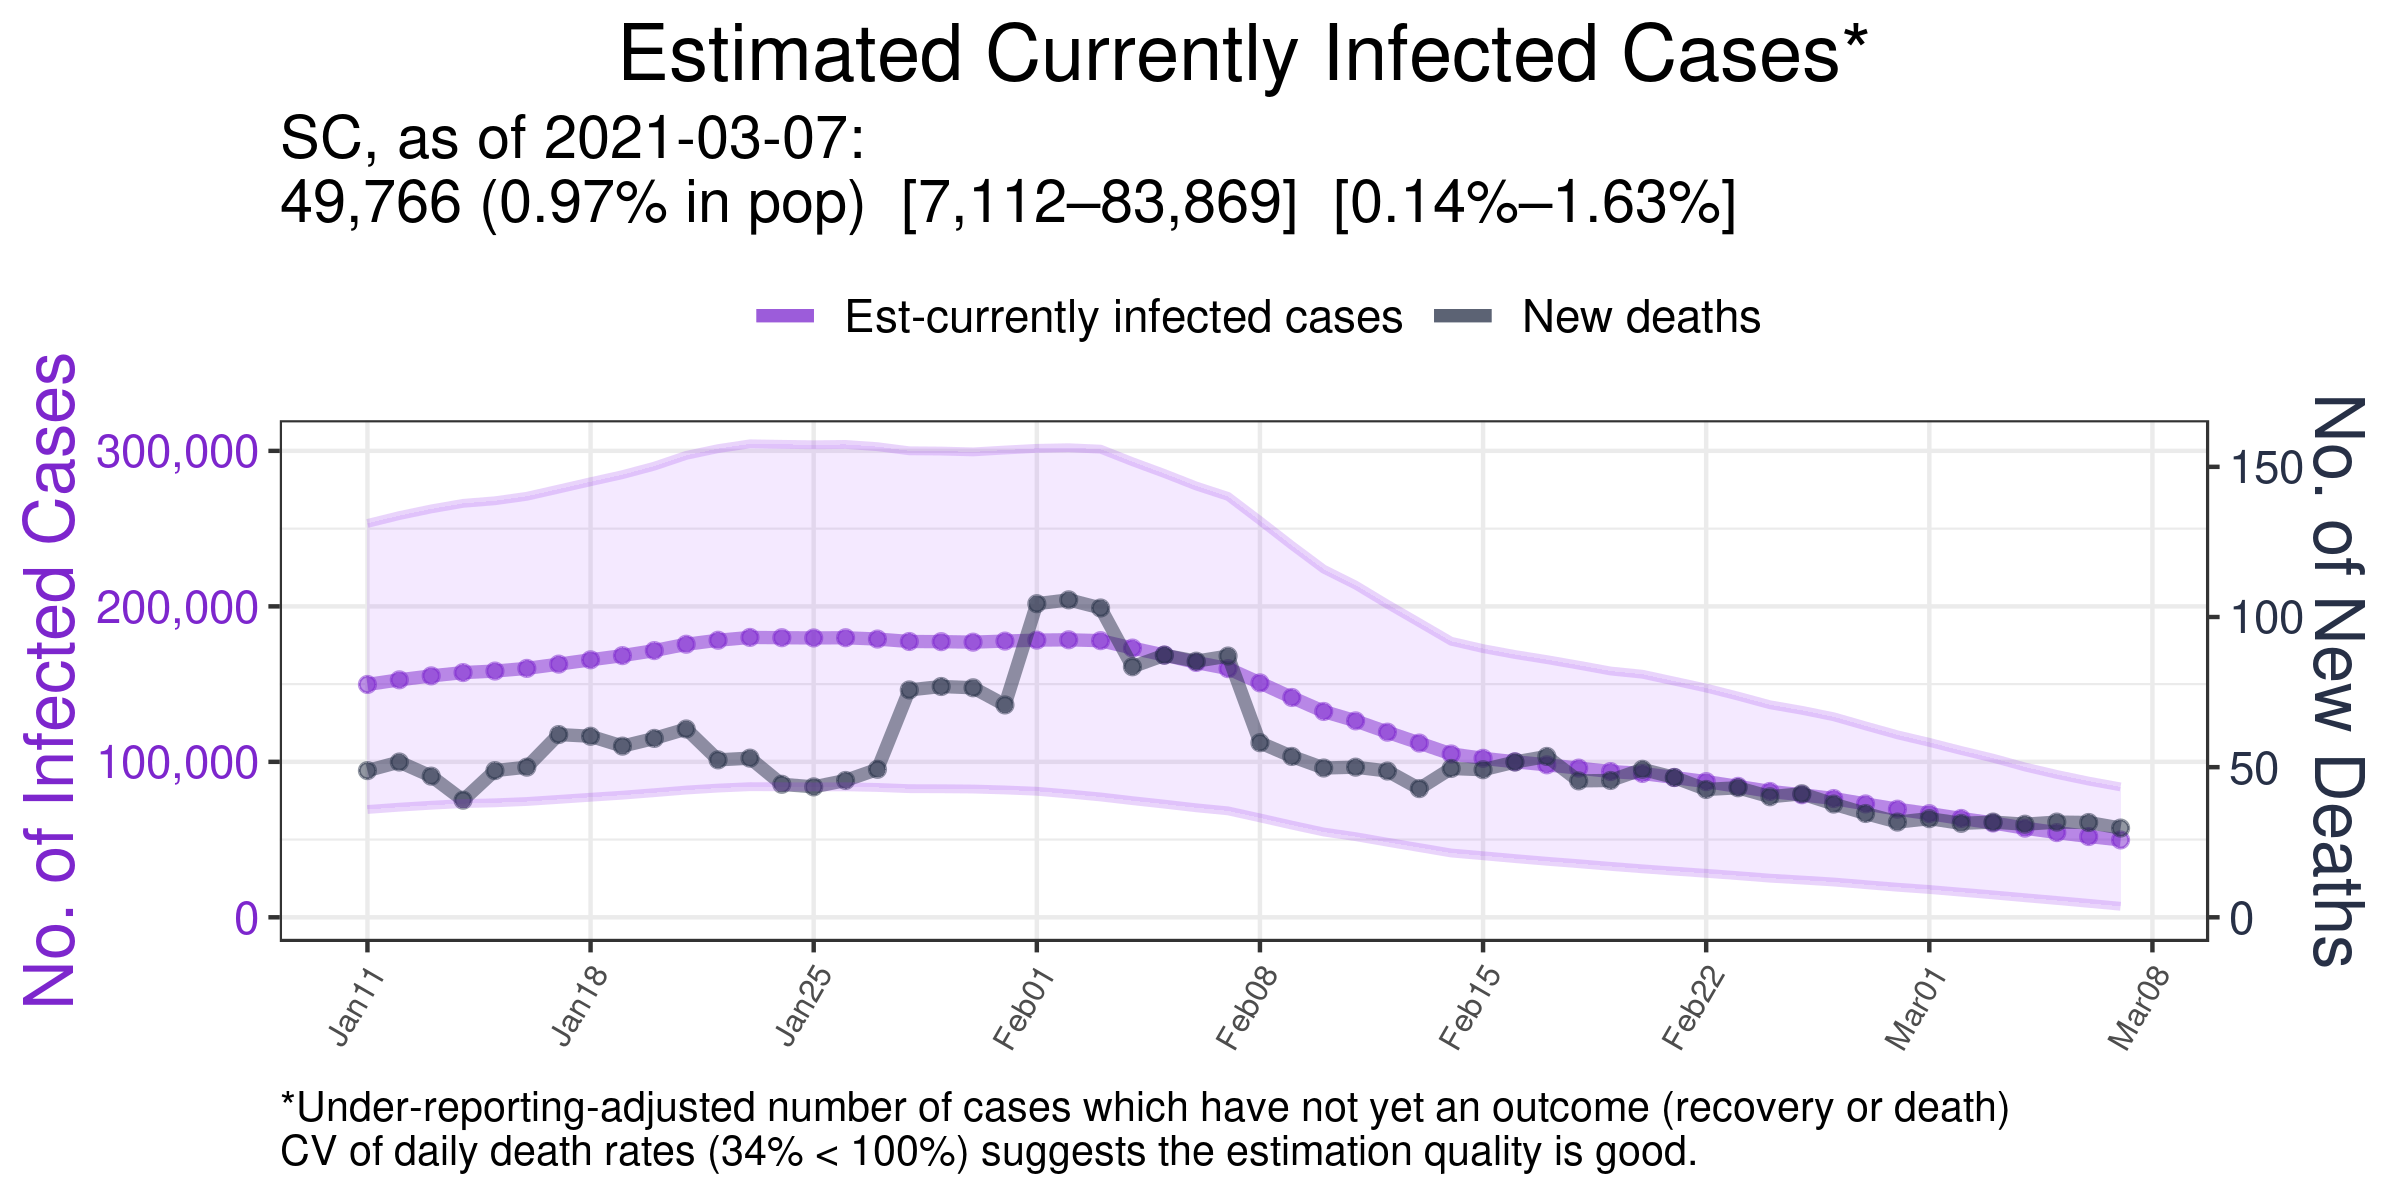 Estimated Currently Infected Cases*
SC, as of 2021-03-07:
49,766 (0.97% in pop)  [7,112–83,869]  [0.14%–1.63%]
Est-currently infected cases
New deaths
No. of Infected Cases
300,000
200,000
100,000
0
150
100
50
0
No. of New Deaths
Jan11
Jan18
Jan25
Feb01
Feb08
Feb15
Feb22
Mar01
Mar08
*Under-reporting-adjusted number of cases which have not yet an outcome (recovery or death)
CV of daily death rates (34% < 100%) suggests the estimation quality is good.